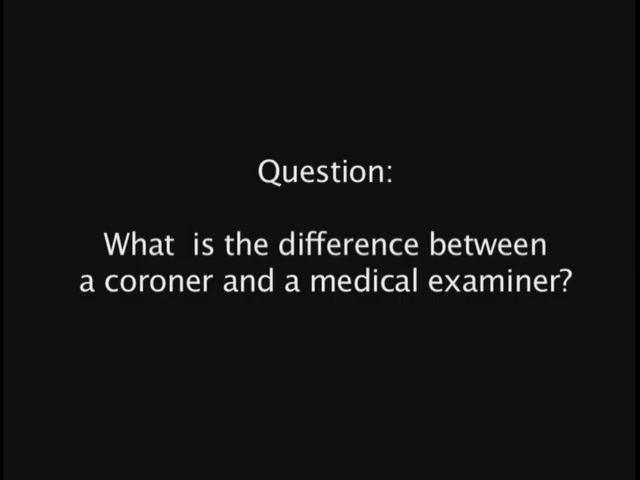 Question:
What  is the difference between
a coroner and a medical examiner?